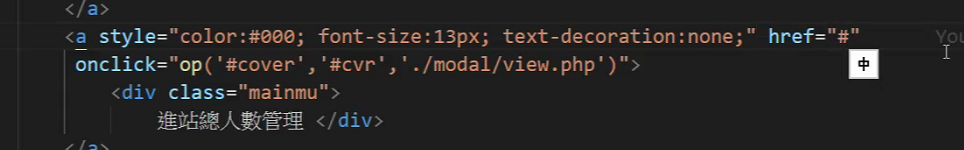 </a>
<a style="color:#000; font-size:13px; text-decoration:none;" href="#" You
onclick="op('#cover','#cvr','./modal/view.php')">
中
<div class="mainmu">
進站總人數管理 </div>
</a>